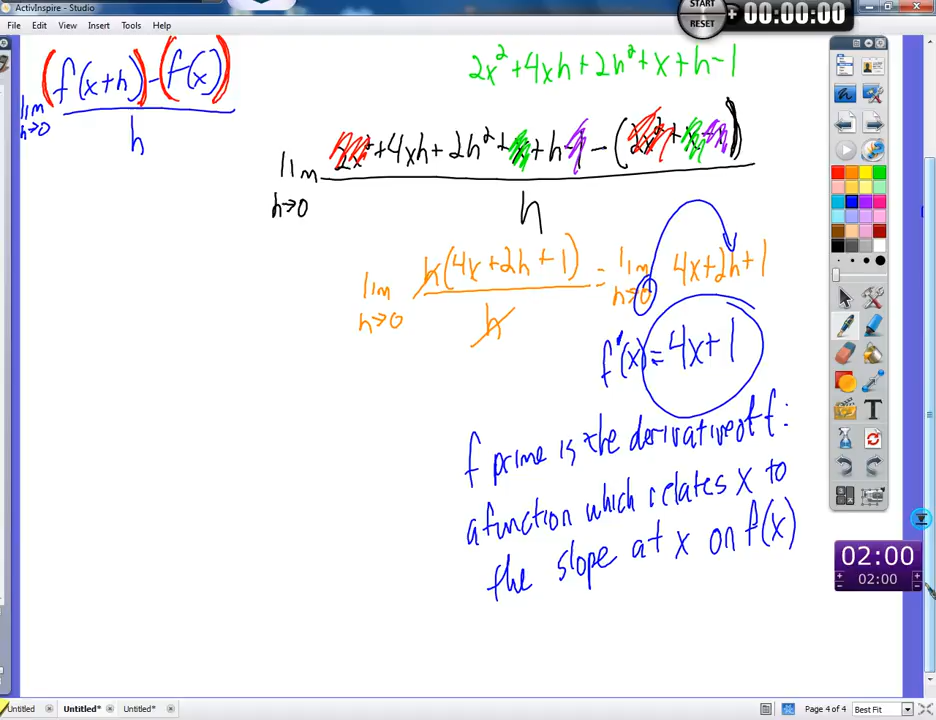 ActivInspire - Studio
START
RESET
00:00:00
File Edit View Insert Tools Help
lim h→0 (f(x+h)) - (f(x)) / h
2x² + 4xh + 2h² + x + h - 1
lim h→0 2x² + 4xh + 2h² + x + h - 1 - (2x² + x - 1) / h
lim h→0 h(4x + 2h + 1) / h = lim h→0 4x + 2h + 1
f'(x) = 4x + 1
f prime is the derivative of f:
a function which relates x to
the slope at x on f(x)
02:00
02:00
Untitled Untitled* Untitled* Page 4 of 4 Best Fit